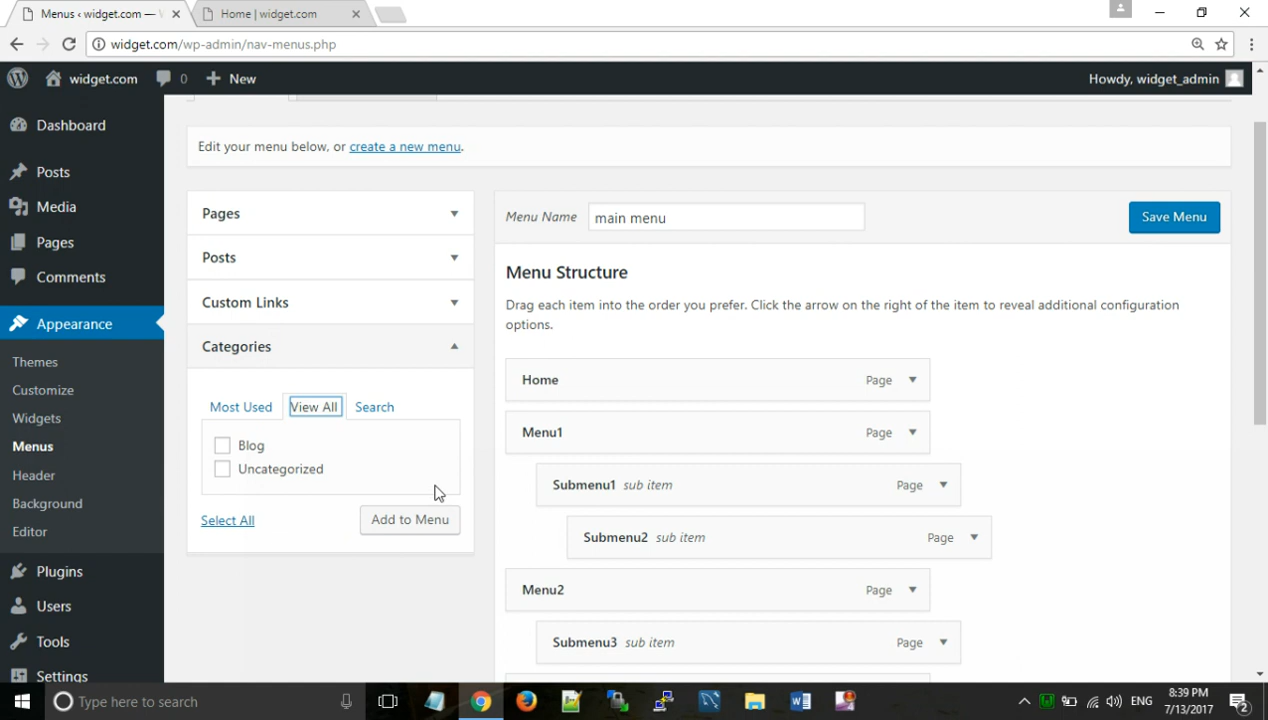 Menus ‹ widget.com — W
Home | widget.com
widget.com/wp-admin/nav-menus.php
widget.com
0
New
Howdy, widget_admin
Dashboard
Posts
Media
Pages
Comments
Appearance
Themes
Customize
Widgets
Menus
Header
Background
Editor
Plugins
Users
Tools
Settings
Edit your menu below, or create a new menu.
Pages
Posts
Custom Links
Categories
Most Used
View All
Search
Blog
Uncategorized
Select All
Add to Menu
Menu Name
main menu
Save Menu
Menu Structure
Drag each item into the order you prefer. Click the arrow on the right of the item to reveal additional configuration
options.
Home Page
Menu1 Page
Submenu1 sub item Page
Submenu2 sub item Page
Menu2 Page
Submenu3 sub item Page
Type here to search
ENG
8:39 PM
7/13/2017
2